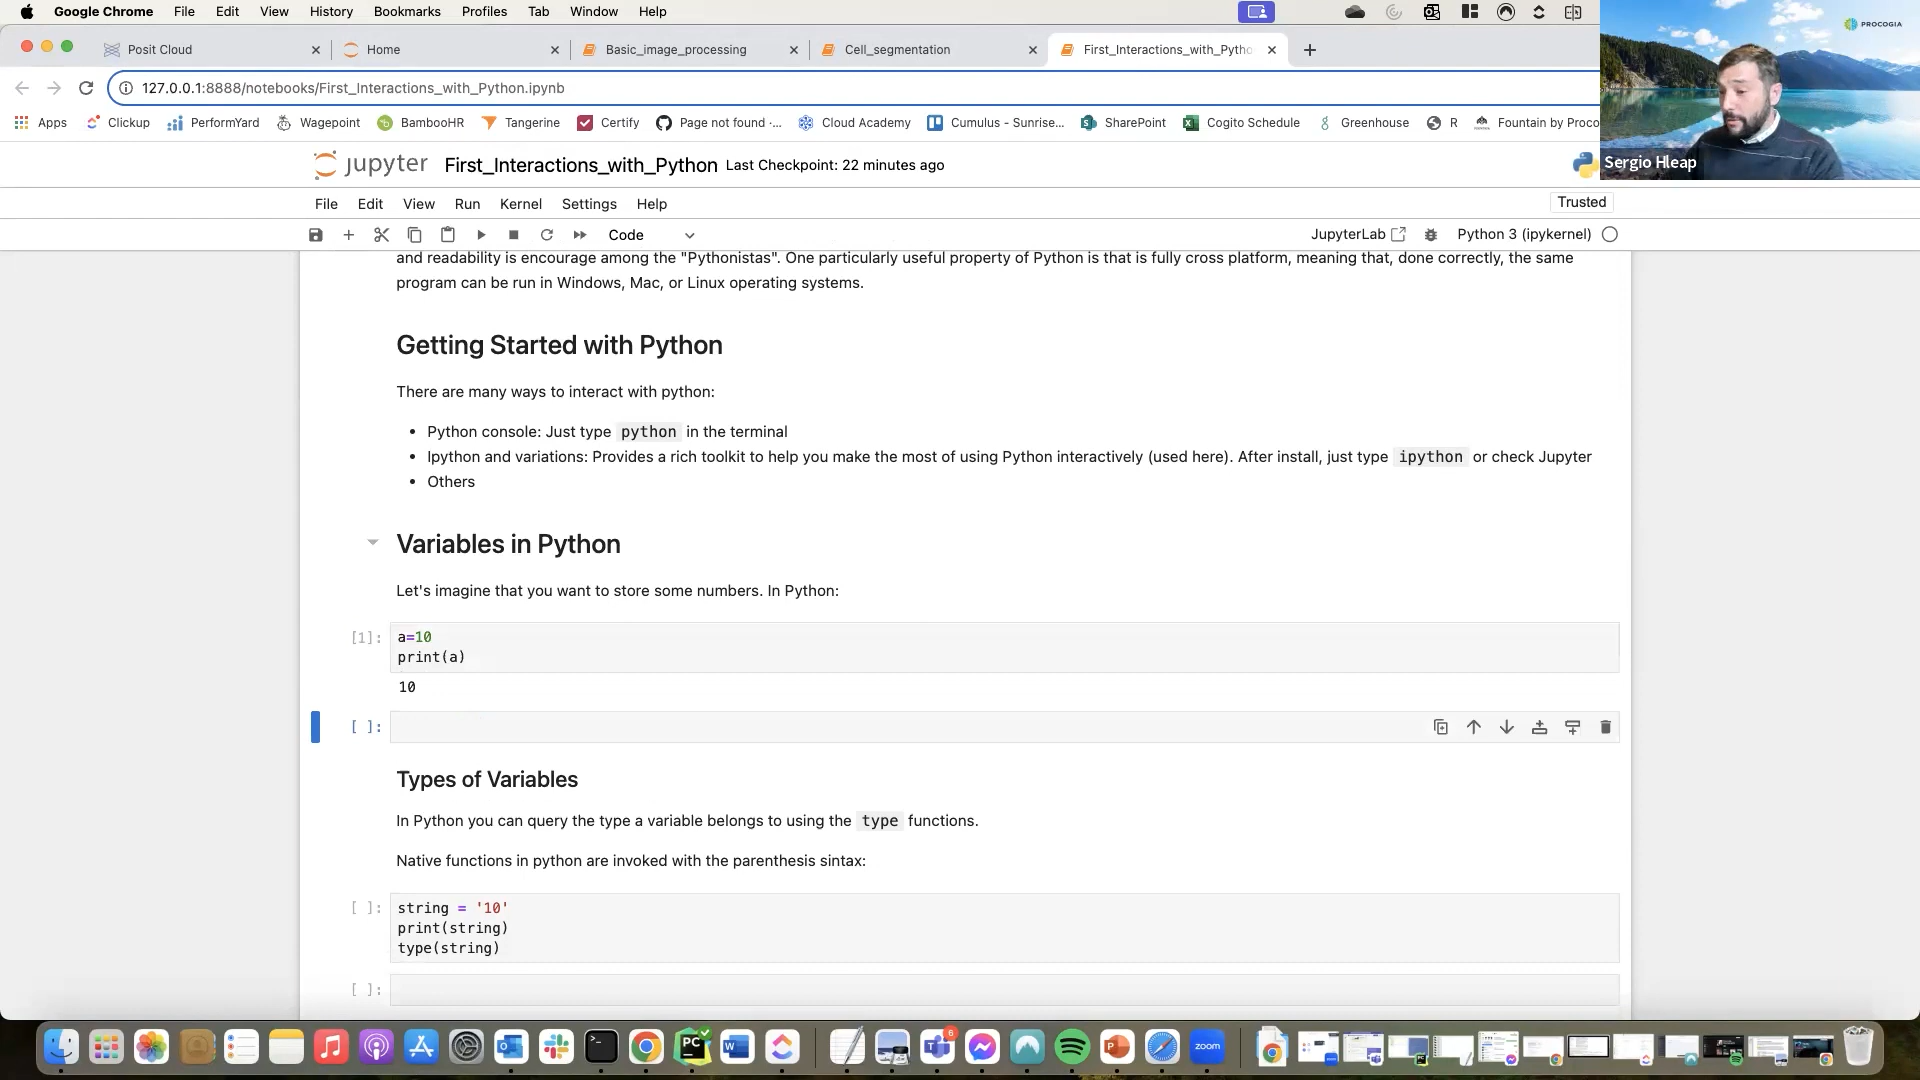 Google Chrome File Edit View History Bookmarks Profiles Tab Window Help
PROCOGIA
Posit Cloud
Home
Basic_image_processing
Cell_segmentation
First_Interactions_with_Pytho
127.0.0.1:8888/notebooks/First_Interactions_with_Python.ipynb
Apps Clickup PerformYard Wagepoint BambooHR Tangerine Certify Page not found ·... Cloud Academy Cumulus - Sunrise... SharePoint Cogito Schedule Greenhouse R Fountain by Proco
Sergio Hleap
jupyter First_Interactions_with_Python Last Checkpoint: 22 minutes ago
File Edit View Run Kernel Settings Help
Trusted
Code
JupyterLab
Python 3 (ipykernel)
and readability is encourage among the "Pythonistas". One particularly useful property of Python is that is fully cross platform, meaning that, done correctly, the same
program can be run in Windows, Mac, or Linux operating systems.
Getting Started with Python
There are many ways to interact with python:
• Python console: Just type python in the terminal
• Ipython and variations: Provides a rich toolkit to help you make the most of using Python interactively (used here). After install, just type ipython or check Jupyter
• Others
Variables in Python
Let's imagine that you want to store some numbers. In Python:
[1]: a=10
print(a)
10
[ ]:
Types of Variables
In Python you can query the type a variable belongs to using the type functions.
Native functions in python are invoked with the parenthesis sintax:
[ ]: string = '10'
print(string)
type(string)
[ ]:
PC
6
zoom